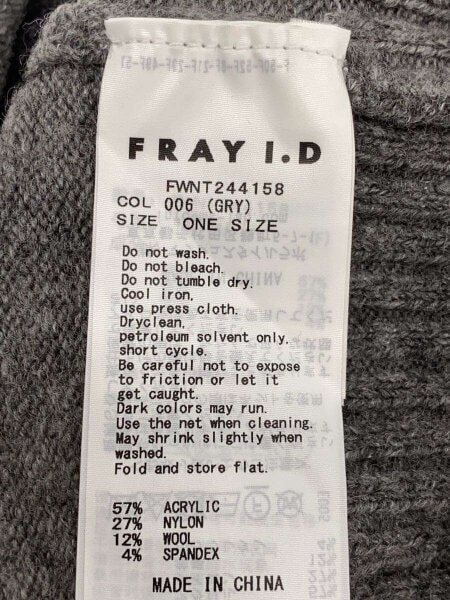 FRAY I.D
FWNT244158
COL 006 (GRY)
SIZE ONE SIZE
Do not wash.
Do not bleach.
Do not tumble dry.
Cool iron,
use press cloth.
Dryclean,
petroleum solvent only.
short cycle.
Be careful not to expose
to friction or let it
get caught.
Dark colors may run.
Use the net when cleaning.
May shrink slightly when
washed.
Fold and store flat.
57% ACRYLIC
27% NYLON
12% WOOL
4% SPANDEX
MADE IN CHINA